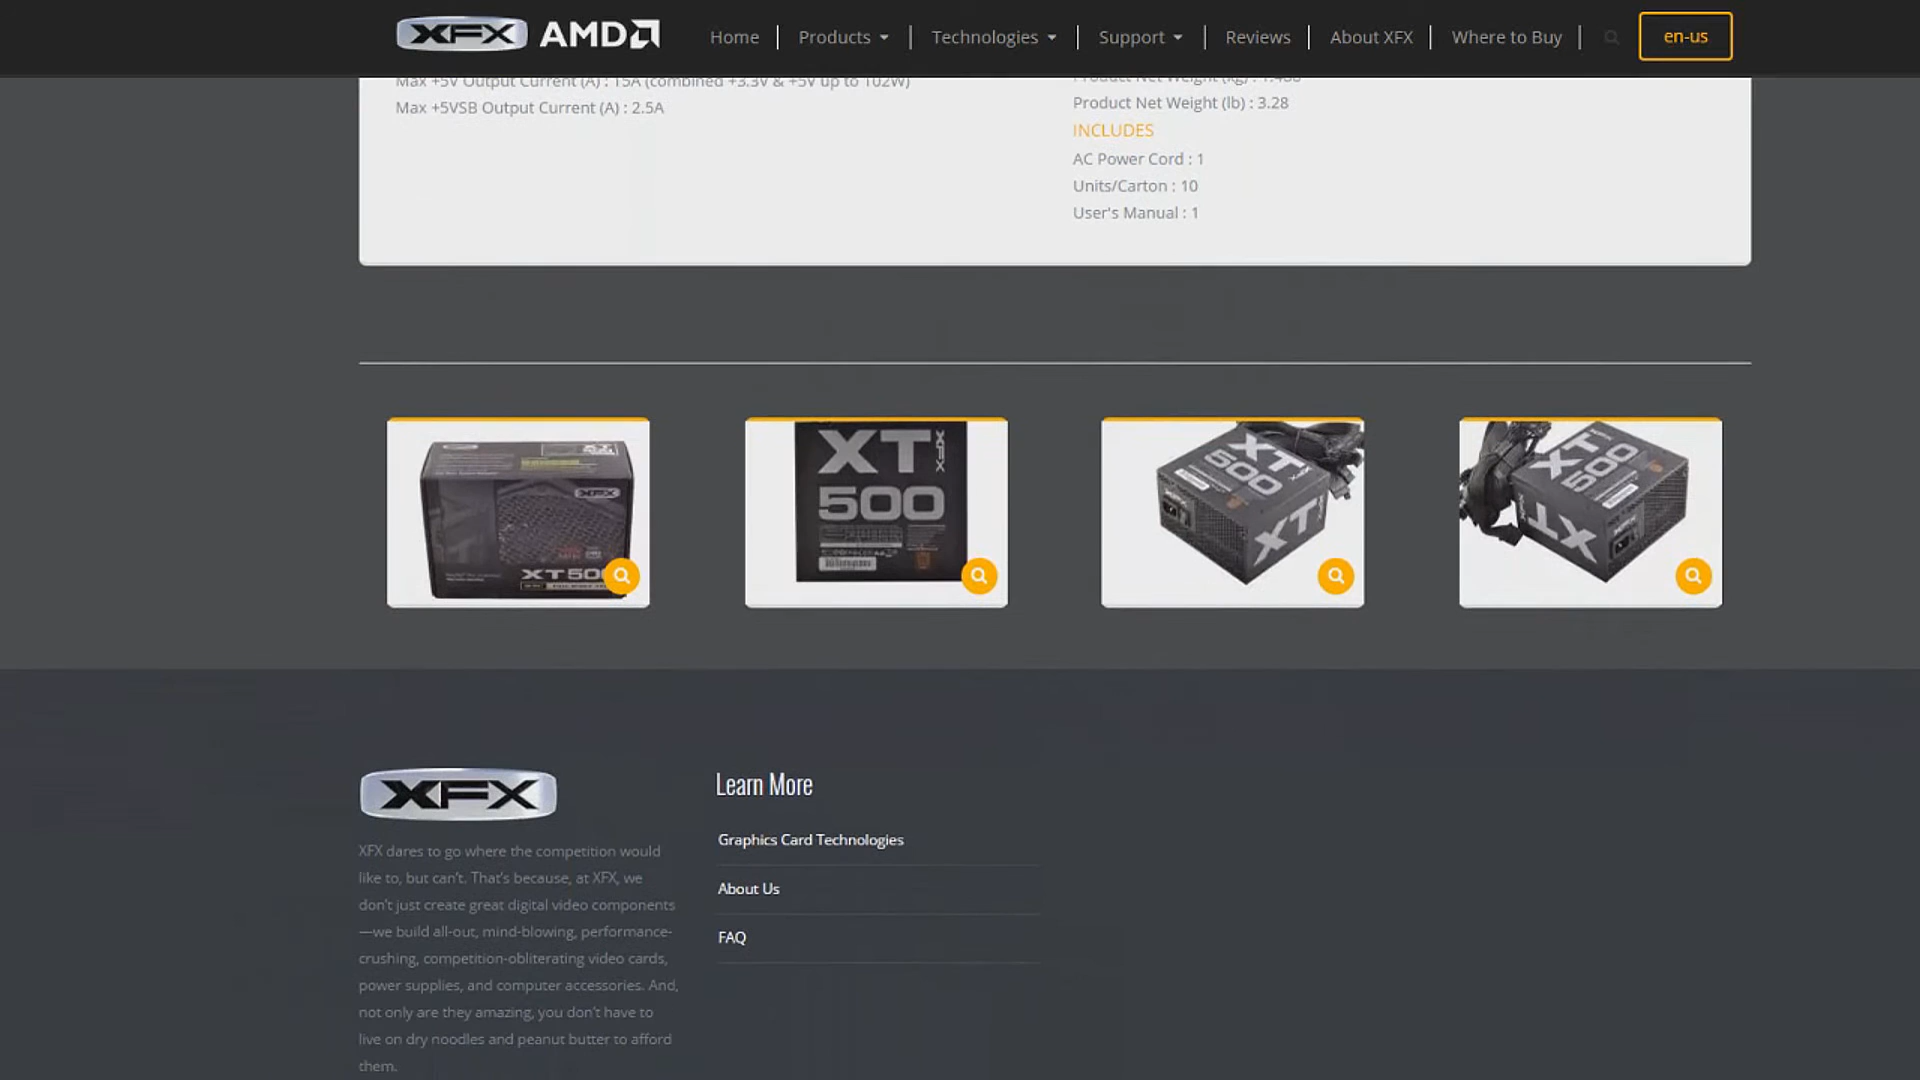 XFX AMD
Home
Products
Technologies
Support
Reviews
About XFX
Where to Buy
en-us
Max +5V Output Current (A) : 15A (combined +3.3V & +5V up to 102W)
Max +5VSB Output Current (A) : 2.5A
Product Net Weight (kg) : 1.488
Product Net Weight (lb) : 3.28
INCLUDES
AC Power Cord : 1
Units/Carton : 10
User's Manual : 1
XFX
XT500
XT XFX
500
XT
500
XT
XT
500
XT
XFX
XFX dares to go where the competition would
like to, but can't. That's because, at XFX, we
don't just create great digital video components
—we build all-out, mind-blowing, performance-
crushing, competition-obliterating video cards,
power supplies, and computer accessories. And,
not only are they amazing, you don't have to
live on dry noodles and peanut butter to afford
them.
Learn More
Graphics Card Technologies
About Us
FAQ